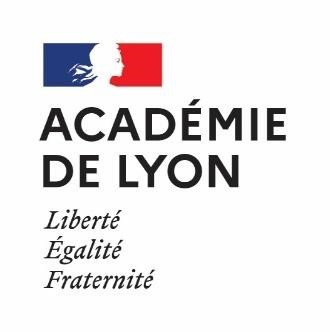 ACADÉMIE
DE LYON
Liberté
Égalité
Fraternité